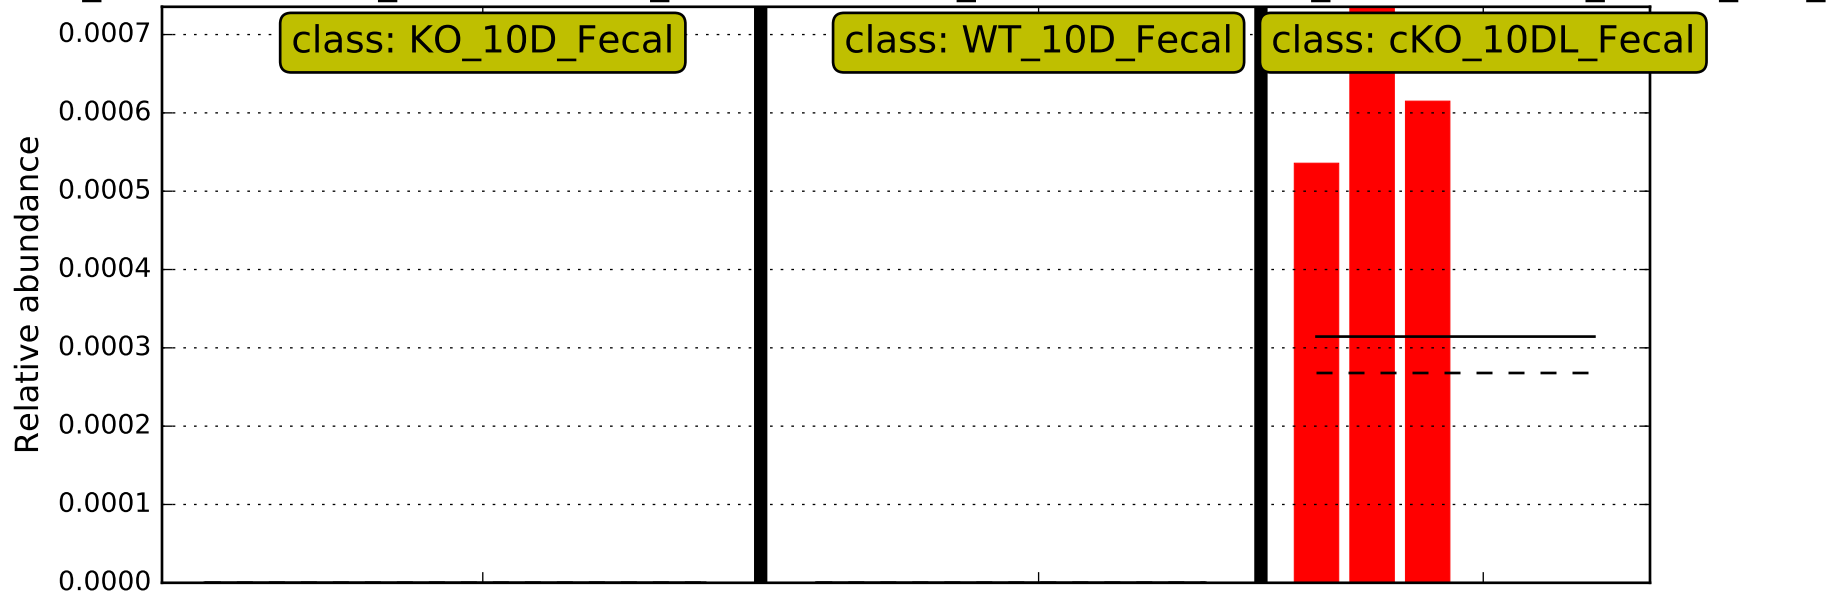 class: KO_10D_Fecal
class: WT_10D_Fecal
class: cKO_10DL_Fecal
0.0007
0.0006
0.0005
0.0004
0.0003
0.0002
0.0001
0.0000
Relative abundance